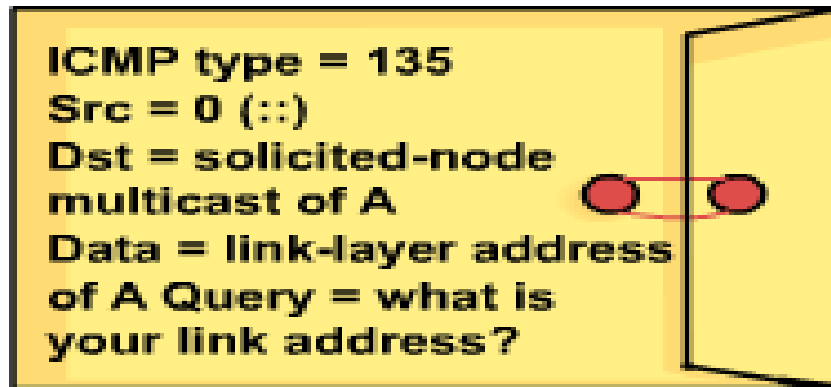 ICMP type = 135
Src = 0 (::)
Dst = solicited-node
multicast of A
Data = link-layer address
of A Query = what is
your link address?